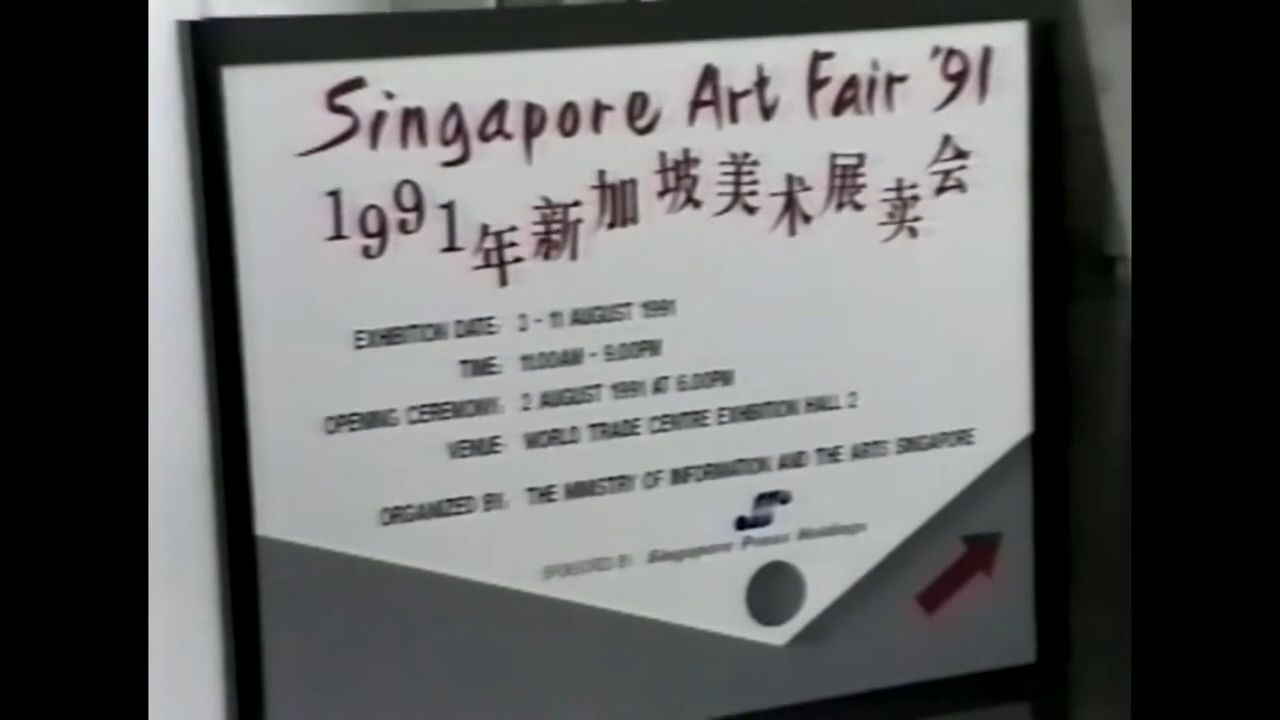 Singapore Art Fair '91
1991年新加坡美术展卖会
EXHIBITION DATE: 3 - 11 AUGUST 1991
TIME: 11.00AM - 9.00PM
OPENING CEREMONY: 2 AUGUST 1991 AT 6.00PM
VENUE: WORLD TRADE CENTRE EXHIBITION HALL 2
ORGANIZED BY: THE MINISTRY OF INFORMATION AND THE ARTS SINGAPORE
SPONSORED BY: Singapore Press Holdings